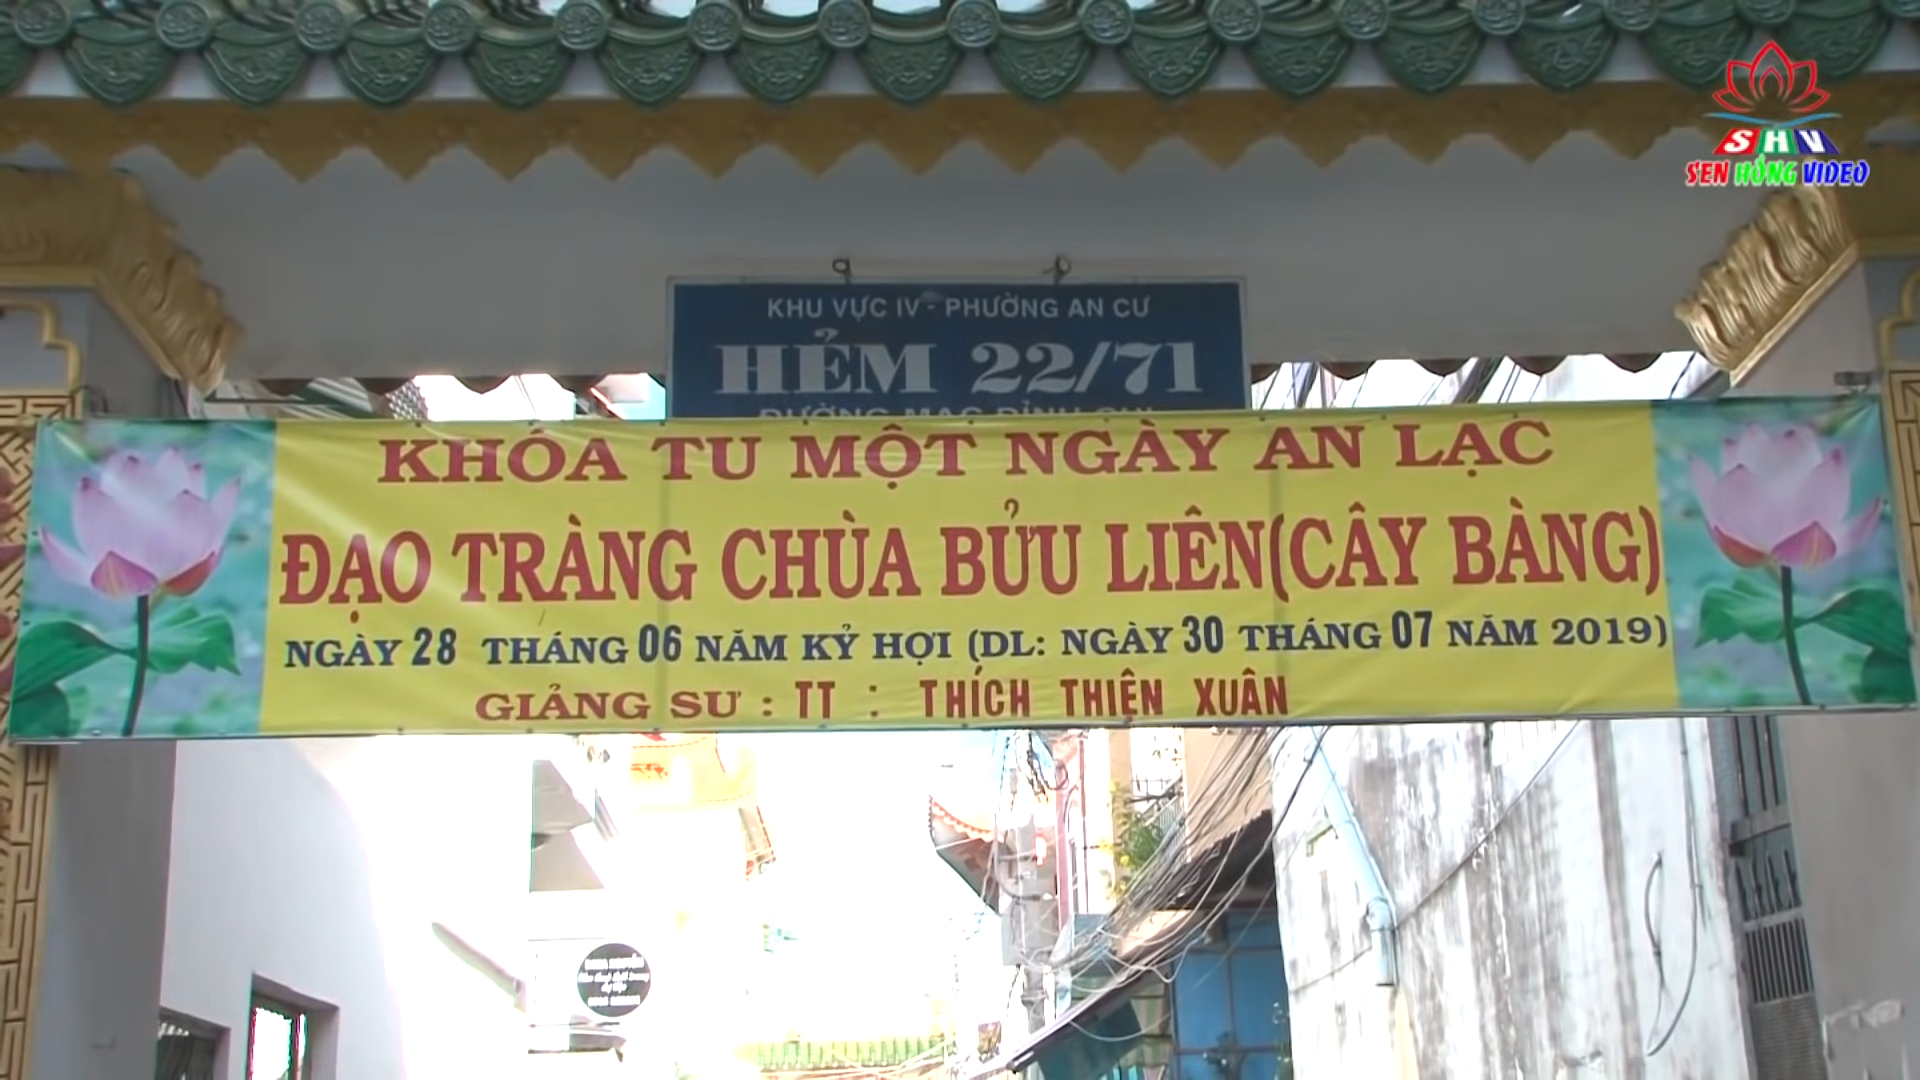 SHV
SEN HỒNG VIDEO
KHU VỰC IV - PHƯỜNG AN CƯ
HẺM 22/71
KHÓA TU MỘT NGÀY AN LẠC
ĐẠO TRÀNG CHÙA BỬU LIÊN(CÂY BÀNG)
NGÀY 28 THÁNG 06 NĂM KỶ HỢI (DL: NGÀY 30 THÁNG 07 NĂM 2019)
GIẢNG SƯ : TT : THÍCH THIỆN XUÂN